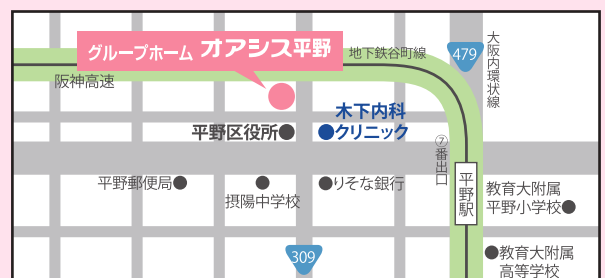 グループホーム オアシス平野
地下鉄谷町線
479
大阪内環状線
阪神高速
木下内科
クリニック
平野区役所
⑦番出口
平野郵便局
摂陽中学校
りそな銀行
平野駅
教育大附属
平野小学校
309
教育大附属
高等学校